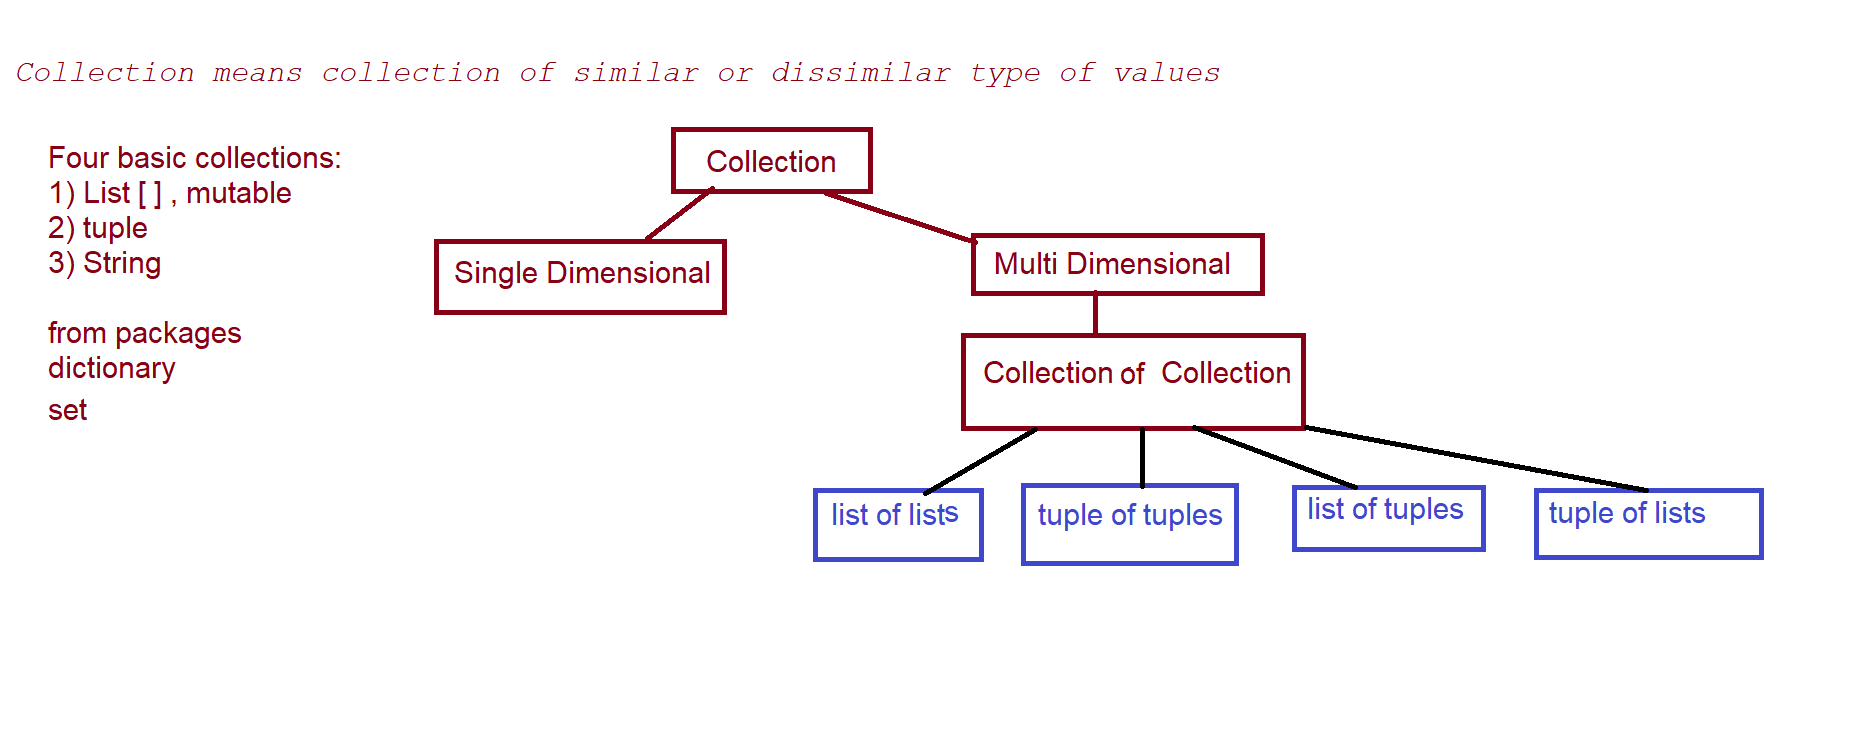 Collection means collection of similar or dissimilar type of values
Four basic collections:
1) List [ ] , mutable
2) tuple
3) String
from packages
dictionary
set
Collection
Single Dimensional
Multi Dimensional
Collection of Collection
list of lists
tuple of tuples
list of tuples
tuple of lists